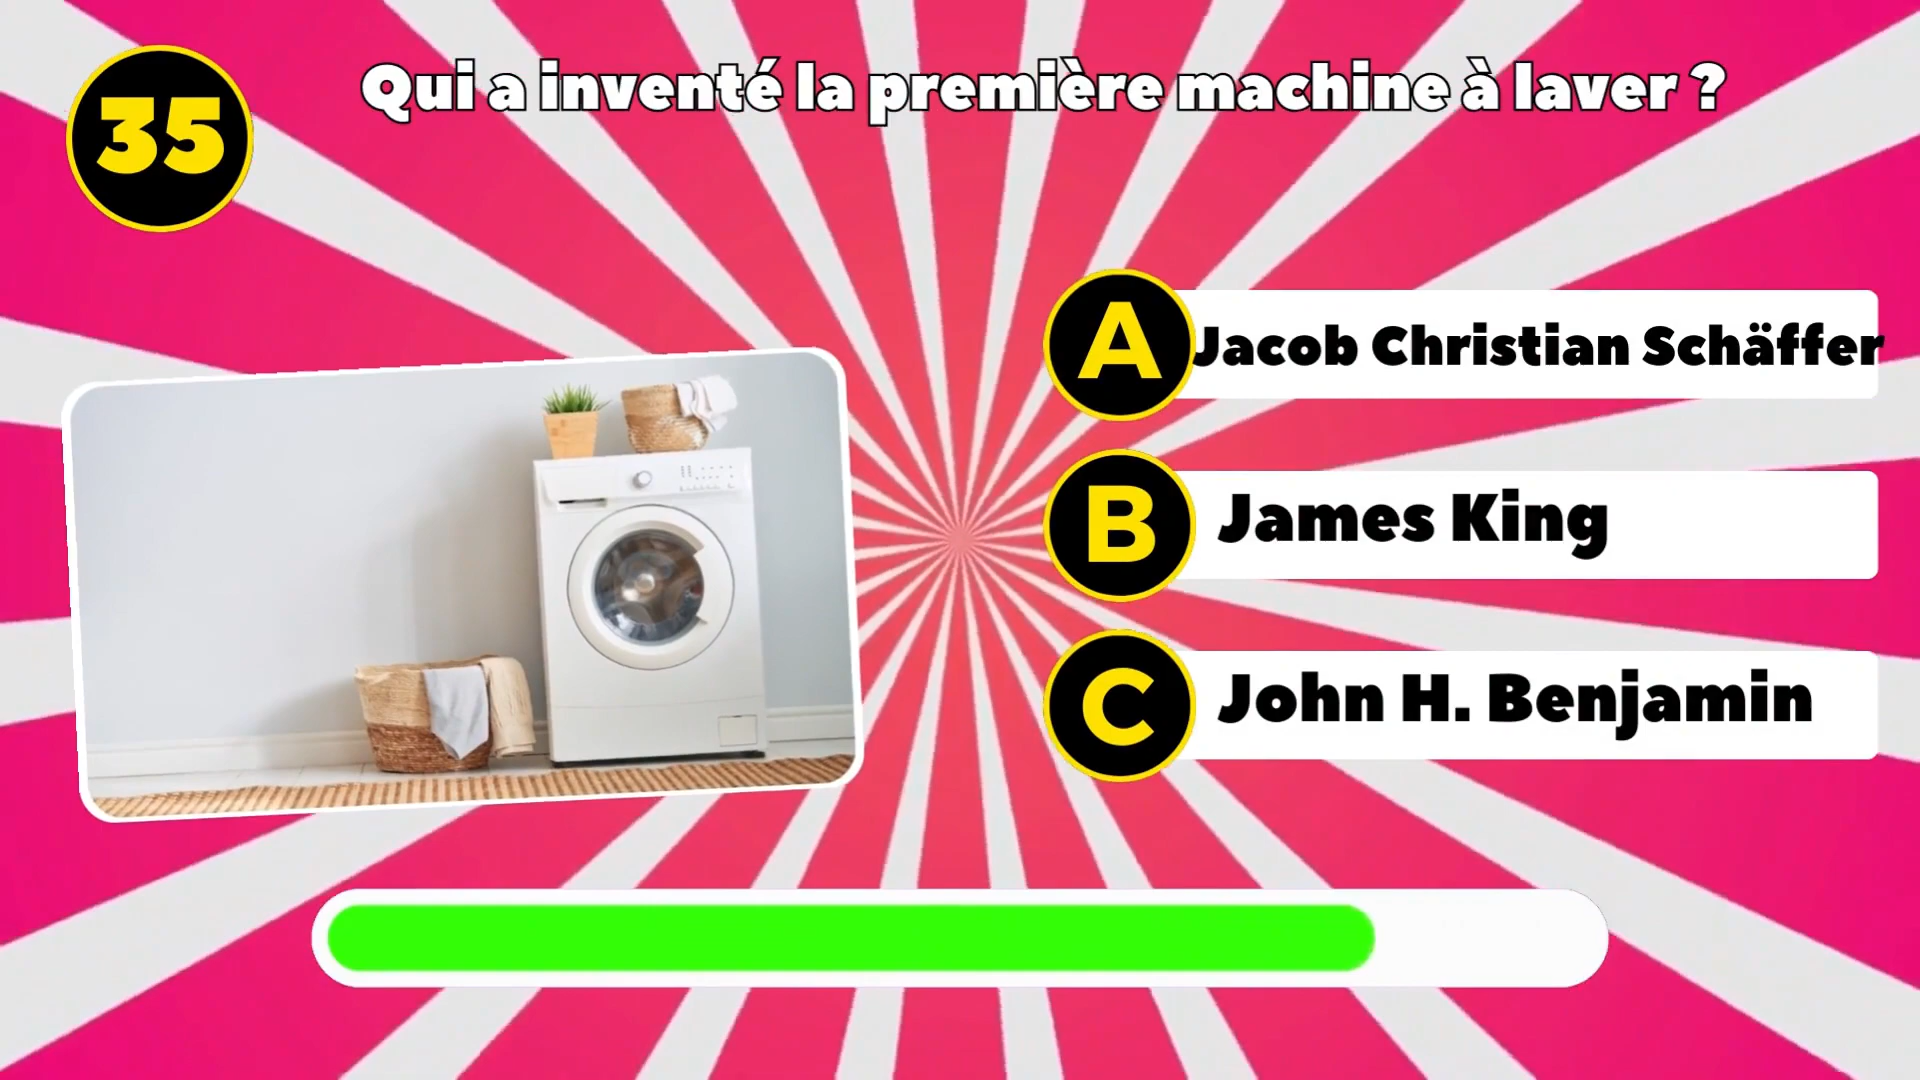 35
Qui a inventé la première machine à laver ?
A Jacob Christian Schäffer
B James King
C John H. Benjamin